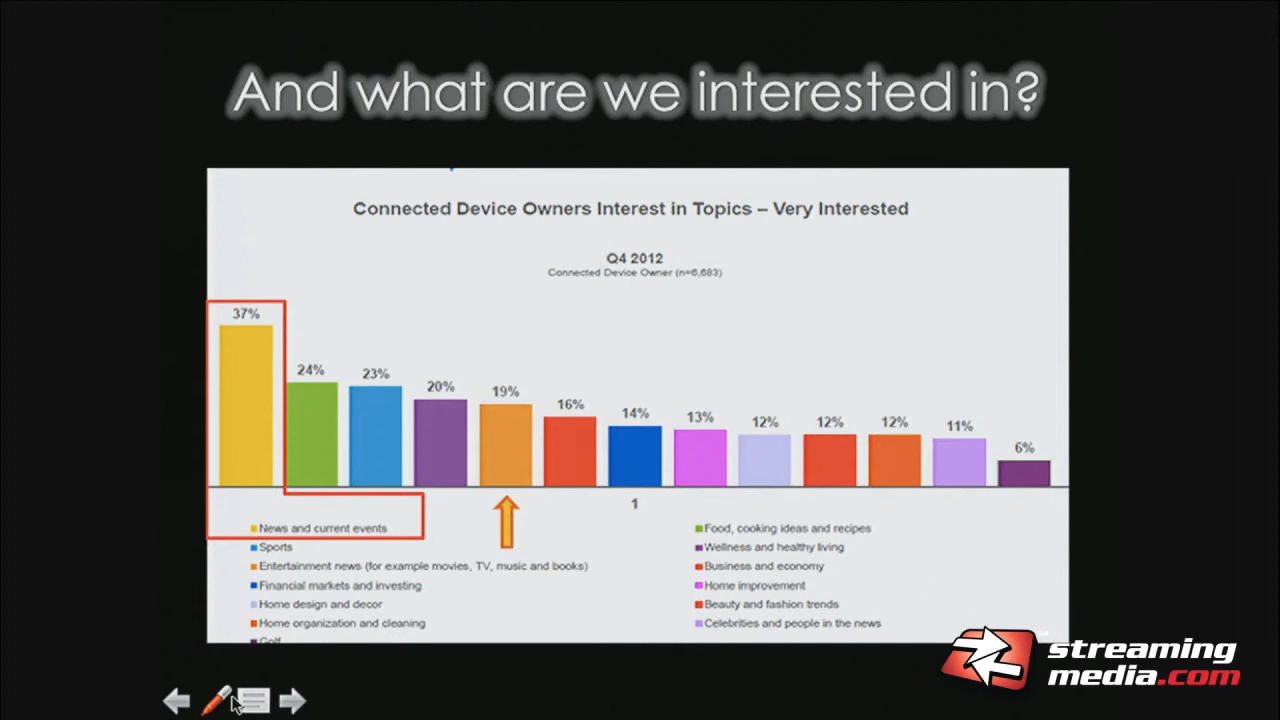 And what are we interested in?
Connected Device Owners Interest in Topics – Very Interested
Q4 2012
Connected Device Owner (n=6,683)
37%
24%
23%
20%
19%
16%
14%
13%
12%
12%
12%
11%
6%
1
News and current events
Food, cooking ideas and recipes
Sports
Wellness and healthy living
Entertainment news (for example movies, TV, music and books)
Business and economy
Financial markets and investing
Home improvement
Home design and decor
Beauty and fashion trends
Home organization and cleaning
Celebrities and people in the news
Golf
streaming
media.com